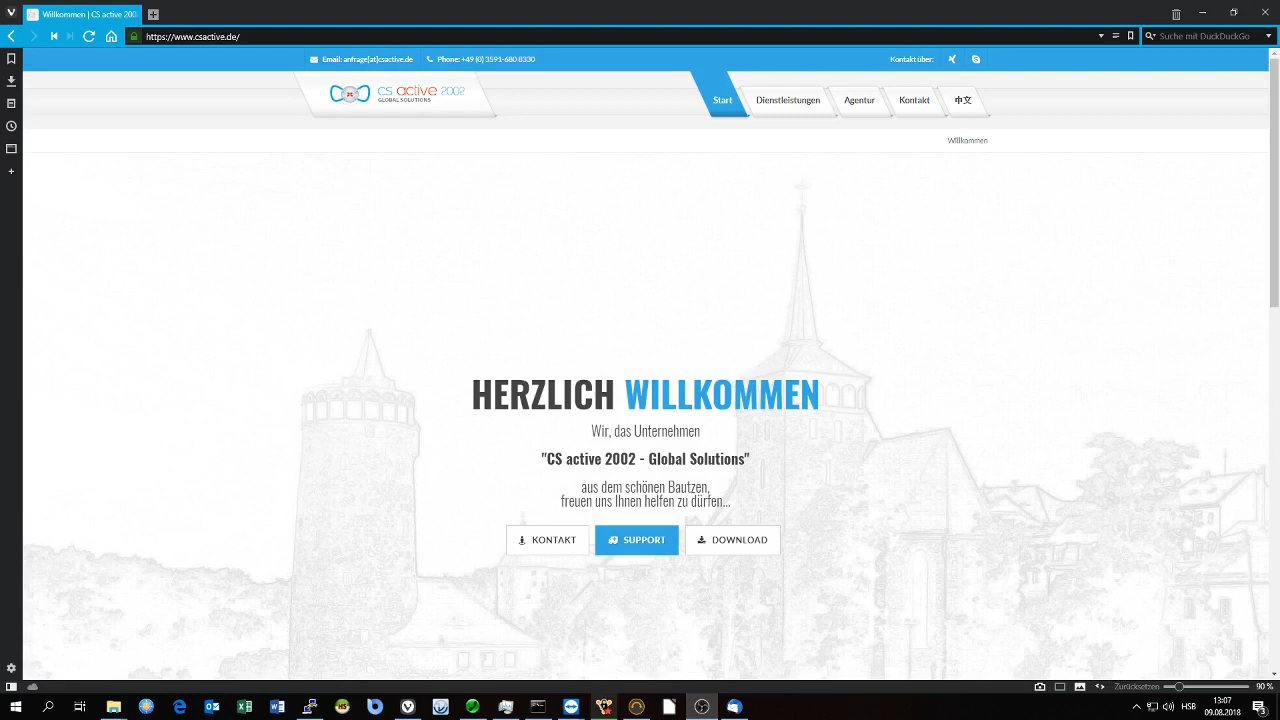 Willkommen | CS active 200
https://www.csactive.de/
Suche mit DuckDuckGo
Email: anfrage[at]csactive.de
Phone: +49 (0) 3591-680 8330
Kontakt über:
cs active 2002
GLOBAL SOLUTIONS
Start
Dienstleistungen
Agentur
Kontakt
中文
Willkommen
HERZLICH WILLKOMMEN
Wir, das Unternehmen
"CS active 2002 - Global Solutions"
aus dem schönen Bautzen,
freuen uns Ihnen helfen zu dürfen...
KONTAKT
SUPPORT
DOWNLOAD
Zurücksetzen
90 %
HSB
13:07
09.08.2018